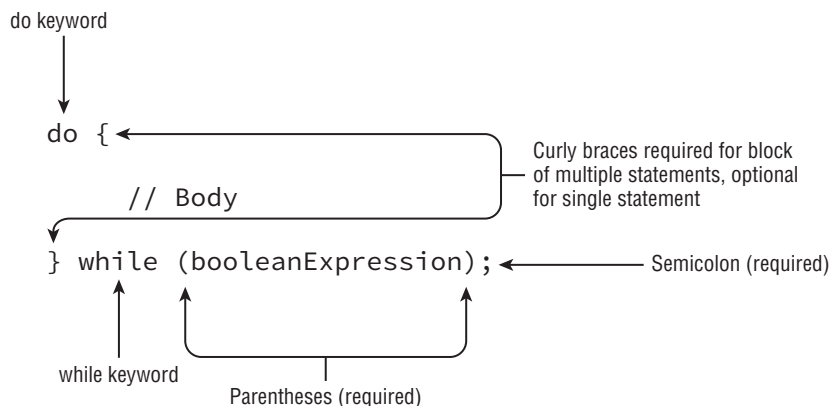 do keyword
do {
Curly braces required for block
of multiple statements, optional
for single statement
// Body
} while (booleanExpression);
Semicolon (required)
while keyword
Parentheses (required)